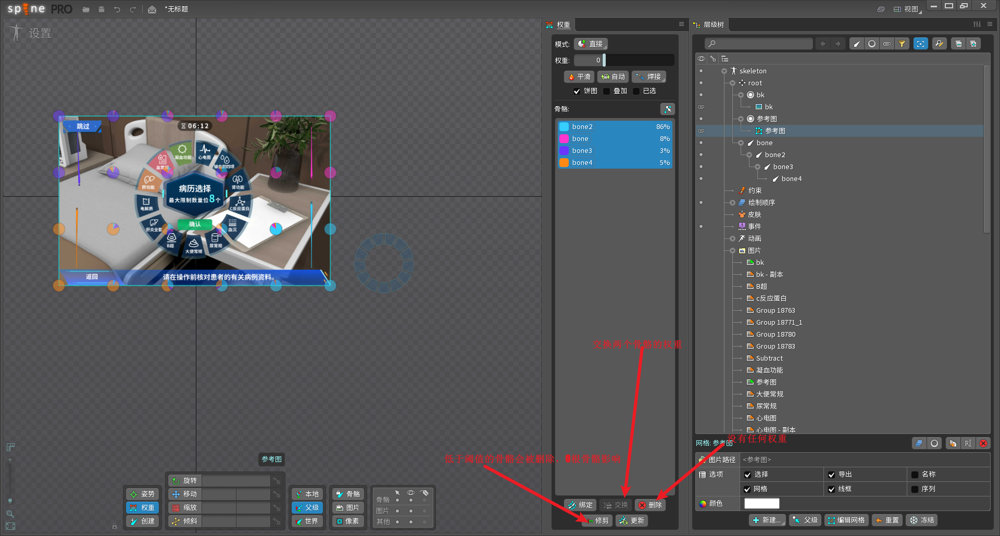 spine PRO
*无标题
视图
设置
跳过
06:12
凝血功能
心电图
输血前四项
血常规
肝功能
肾功能
病历选择
最大限制数量位8个
电解质
C反应蛋白
确认
肝炎全套
血沉
B超
大便常规
尿常规
返回
请在操作前核对患者的有关病例资料。
参考图
姿势
权重
创建
旋转
移动
缩放
倾斜
本地
父级
世界
骨骼
图片
像素
骨骼
图片
其他
权重
模式:
直接
权重:
0
平滑
自动
焊接
饼图
叠加
已选
骨骼:
bone2 86%
bone 8%
bone3 3%
bone4 5%
交换两个骨骼的权重
低于阈值的骨骼会被删除，0根骨骼影响
没有任何权重
绑定
交换
删除
修剪
更新
层级树
skeleton
root
bk
bk
参考图
参考图
bone
bone2
bone3
bone4
约束
绘制顺序
皮肤
事件
动画
图片
bk
bk - 副本
B超
c反应蛋白
Group 18763
Group 18771_1
Group 18780
Group 18783
Subtract
凝血功能
参考图
大便常规
尿常规
心电图
心电图 - 副本
网格: 参考图
图片路径
<参考图>
选项
选择
导出
名称
网格
线框
序列
颜色
新建...
父级
编辑网格
重置
冻结